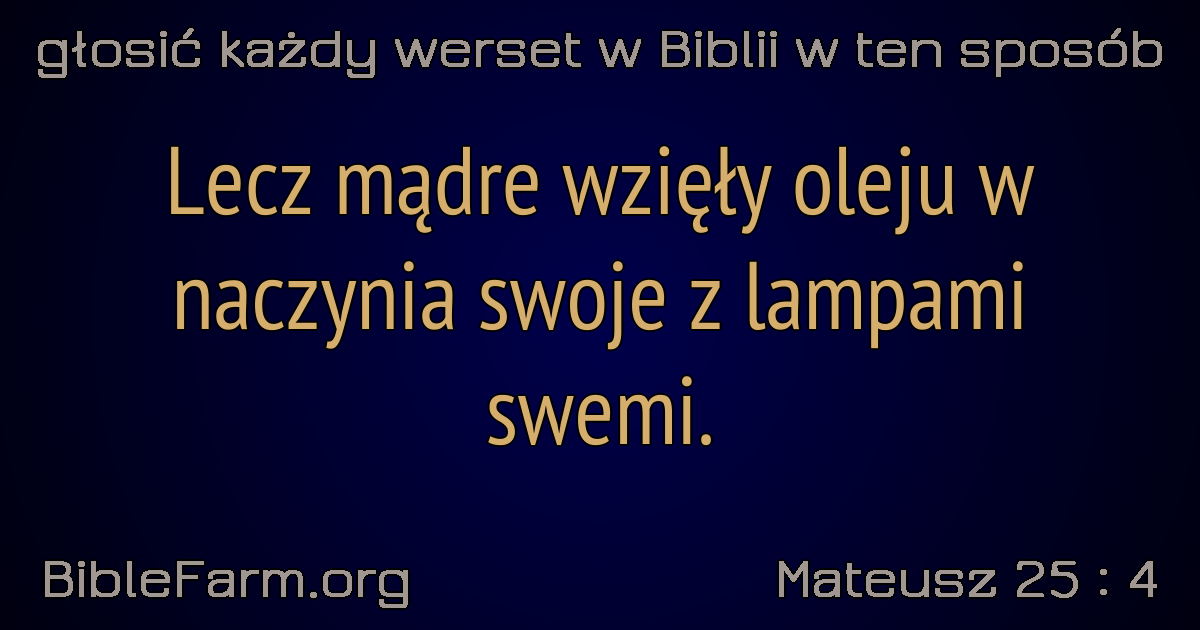 głosić każdy werset w Biblii w ten sposób
Lecz mądre wzięły oleju w
naczynia swoje z lampami
swemi.
BibleFarm.org
Mateusz 25 : 4